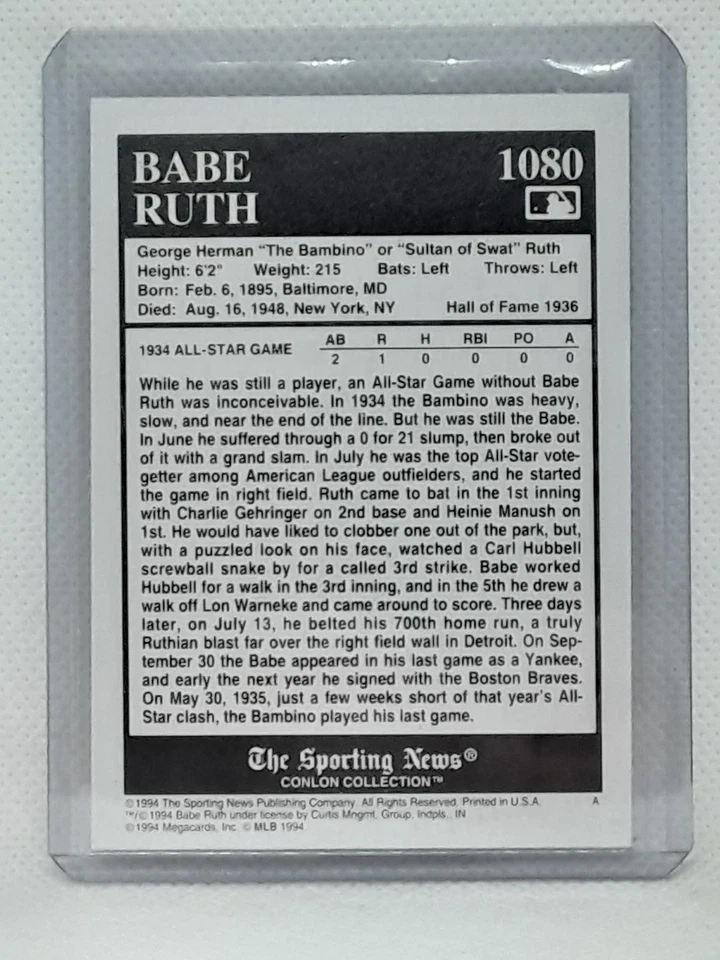 BABE
RUTH
1080
George Herman "The Bambino" or "Sultan of Swat" Ruth
Height: 6'2" Weight: 215 Bats: Left Throws: Left
Born: Feb. 6, 1895, Baltimore, MD
Died: Aug. 16, 1948, New York, NY Hall of Fame 1936
1934 ALL-STAR GAME
AB R H RBI PO A
2 1 0 0 0 0
While he was still a player, an All-Star Game without Babe
Ruth was inconceivable. In 1934 the Bambino was heavy,
slow, and near the end of the line. But he was still the Babe.
In June he suffered through a 0 for 21 slump, then broke out
of it with a grand slam. In July he was the top All-Star vote-
getter among American League outfielders, and he started
the game in right field. Ruth came to bat in the 1st inning
with Charlie Gehringer on 2nd base and Heinie Manush on
1st. He would have liked to clobber one out of the park, but,
with a puzzled look on his face, watched a Carl Hubbell
screwball snake by for a called 3rd strike. Babe worked
Hubbell for a walk in the 3rd inning, and in the 5th he drew a
walk off Lon Warneke and came around to score. Three days
later, on July 13, he belted his 700th home run, a truly
Ruthian blast far over the right field wall in Detroit. On Sep-
tember 30 the Babe appeared in his last game as a Yankee,
and early the next year he signed with the Boston Braves.
On May 30, 1935, just a few weeks short of that year's All-
Star clash, the Bambino played his last game.
The Sporting News®
CONLON COLLECTION™
© 1994 The Sporting News Publishing Company. All Rights Reserved. Printed in U.S.A. A
™/© 1994 Babe Ruth under license by Curtis Mngmt. Group, Indpls., IN
© 1994 Megacards, Inc. © MLB 1994